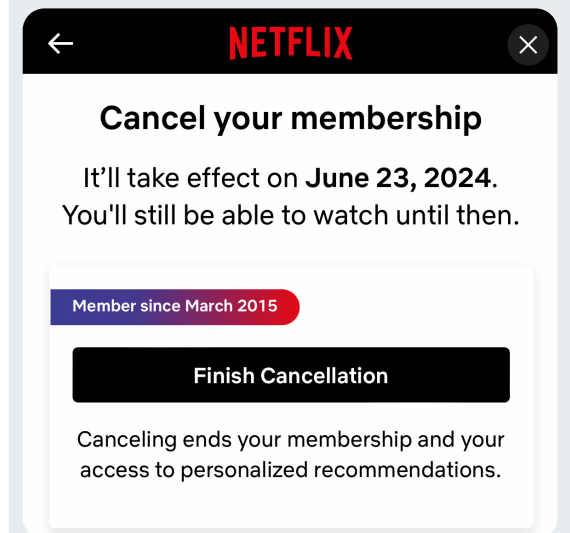 NETFLIX
Cancel your membership
It’ll take effect on June 23, 2024.
You'll still be able to watch until then.
Member since March 2015
Finish Cancellation
Canceling ends your membership and your
access to personalized recommendations.